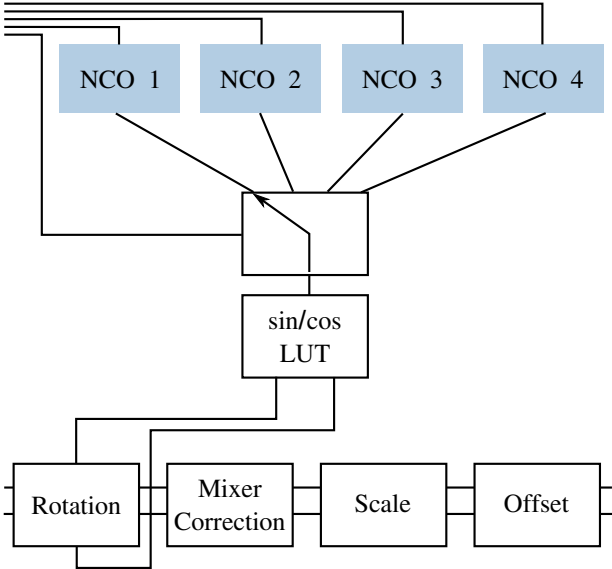 NCO 1
NCO 2
NCO 3
NCO 4
sin/cos
LUT
Rotation
Mixer
Correction
Scale
Offset